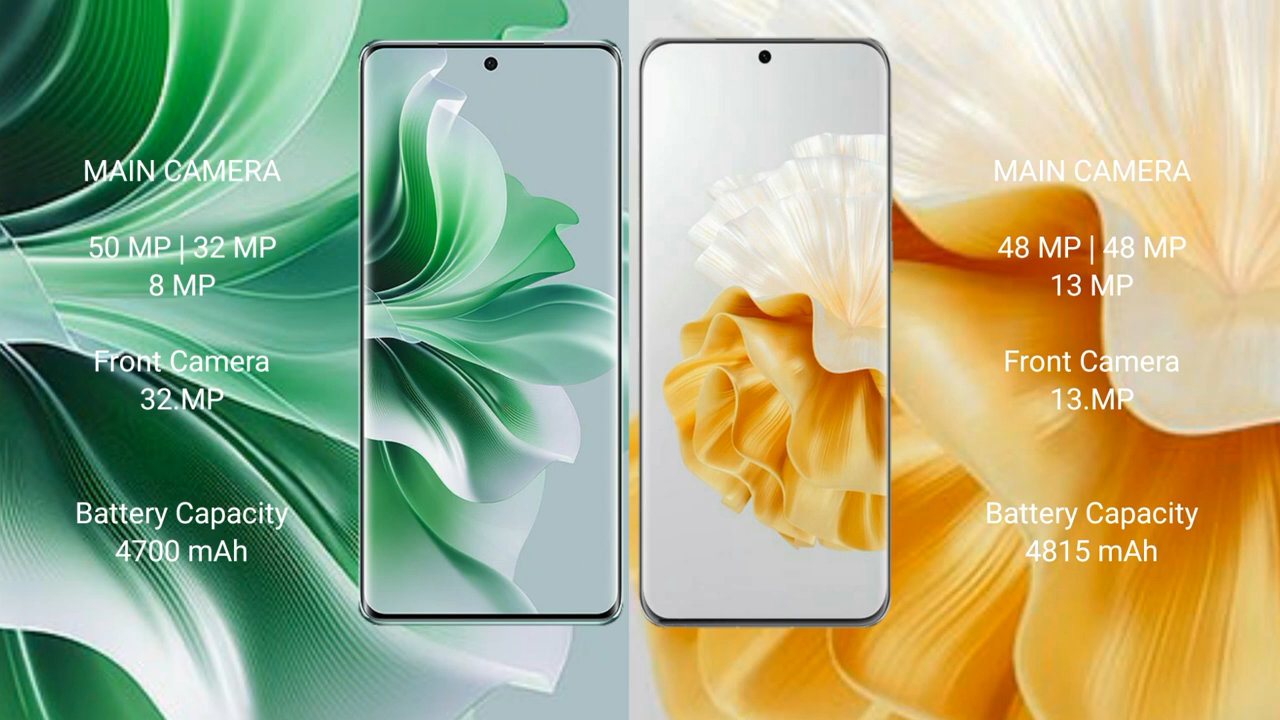 MAIN CAMERA
50 MP | 32 MP
8 MP
Front Camera
32.MP
Battery Capacity
4700 mAh
MAIN CAMERA
48 MP | 48 MP
13 MP
Front Camera
13.MP
Battery Capacity
4815 mAh